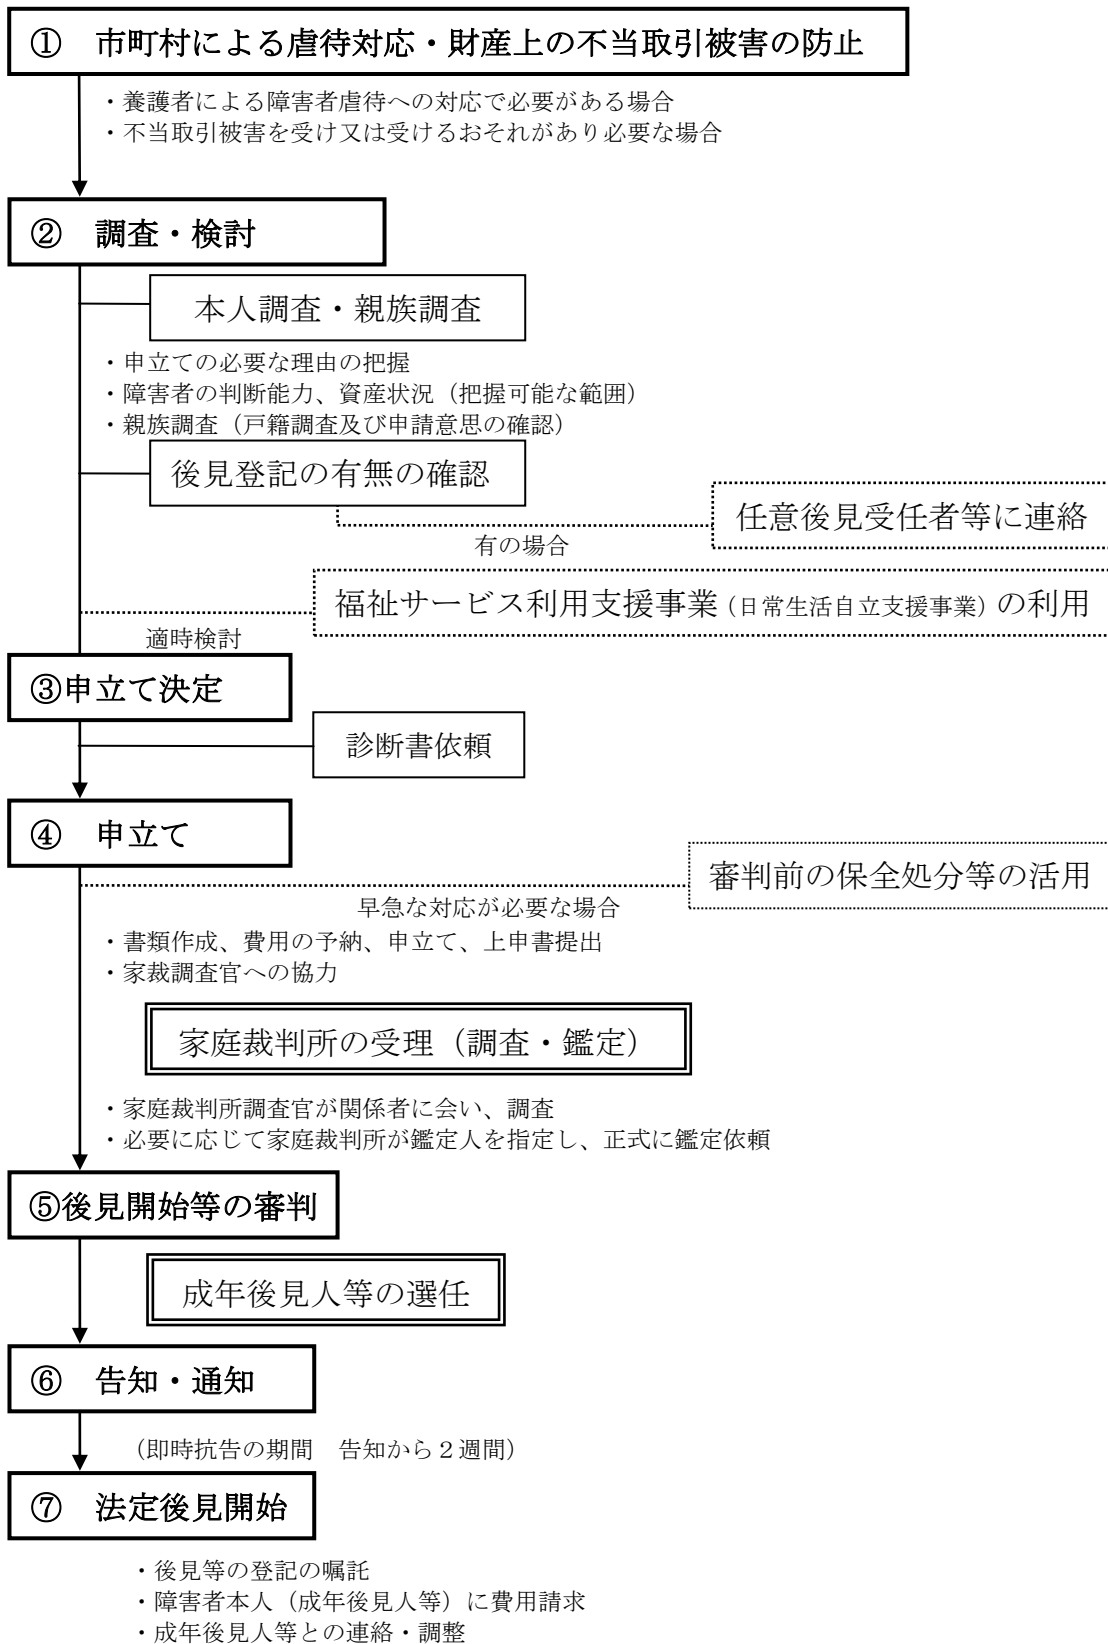 ①　市町村による虐待対応・財産上の不当取引被害の防止
・養護者による障害者虐待への対応で必要がある場合
・不当取引被害を受け又は受けるおそれがあり必要な場合
②　調査・検討
本人調査・親族調査
・申立ての必要な理由の把握
・障害者の判断能力、資産状況（把握可能な範囲）
・親族調査（戸籍調査及び申請意思の確認）
後見登記の有無の確認
任意後見受任者等に連絡
有の場合
福祉サービス利用支援事業（日常生活自立支援事業）の利用
適時検討
③申立て決定
診断書依頼
④　申立て
審判前の保全処分等の活用
早急な対応が必要な場合
・書類作成、費用の予納、申立て、上申書提出
・家裁調査官への協力
家庭裁判所の受理（調査・鑑定）
・家庭裁判所調査官が関係者に会い、調査
・必要に応じて家庭裁判所が鑑定人を指定し、正式に鑑定依頼
⑤後見開始等の審判
成年後見人等の選任
⑥　告知・通知
（即時抗告の期間　告知から２週間）
⑦　法定後見開始
・後見等の登記の嘱託
・障害者本人（成年後見人等）に費用請求
・成年後見人等との連絡・調整